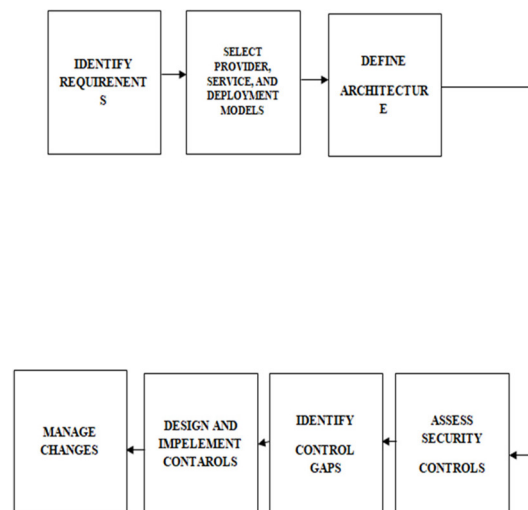 IDENTIFY
REQUIRENENT
S
SELECT
PROVIDER,
SERVICE, AND
DEPLOYMENT
MODELS
DEFINE
ARCHITECTUR
E
MANAGE
CHANGES
DESIGN AND
IMPELEMENT
CONTAROLS
IDENTIFY
CONTROL
GAPS
ASSESS
SECURITY
CONTROLS